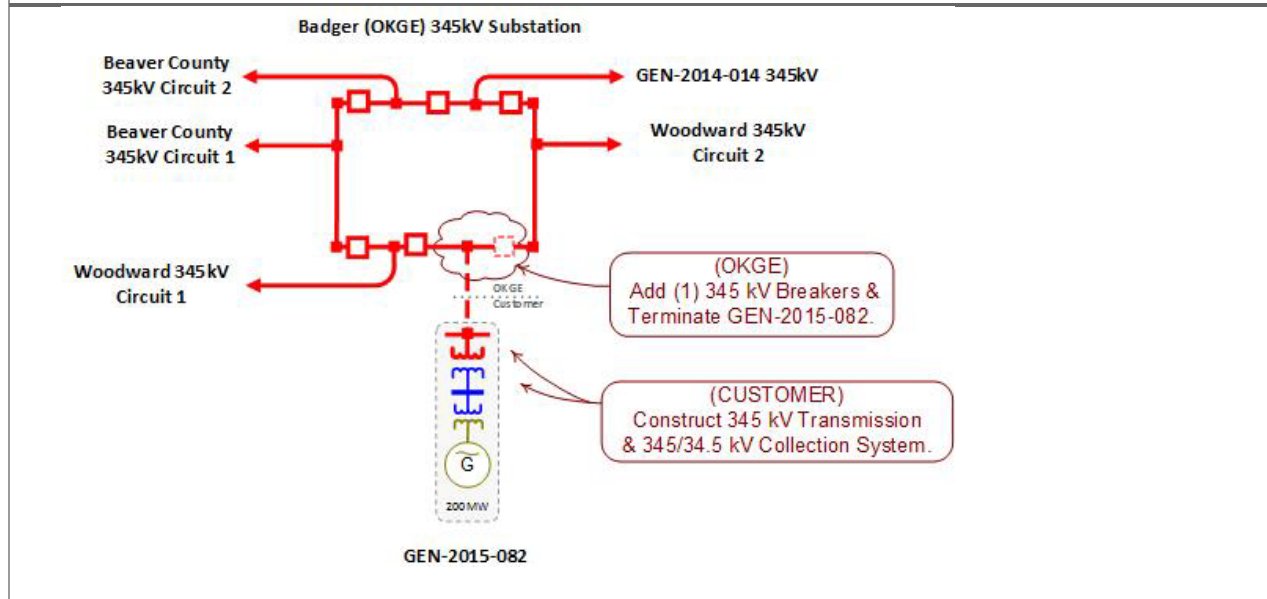 Badger (OKGE) 345kV Substation
Beaver County
345kV Circuit 2
GEN-2014-014 345kV
Beaver County
345kV Circuit 1
Woodward 345kV
Circuit 2
Woodward 345kV
Circuit 1
OKGE
Customer
(OKGE)
Add (1) 345 kV Breakers &
Terminate GEN-2015-082.
(CUSTOMER)
Construct 345 kV Transmission
& 345/34.5 kV Collection System.
G
200 MW
GEN-2015-082